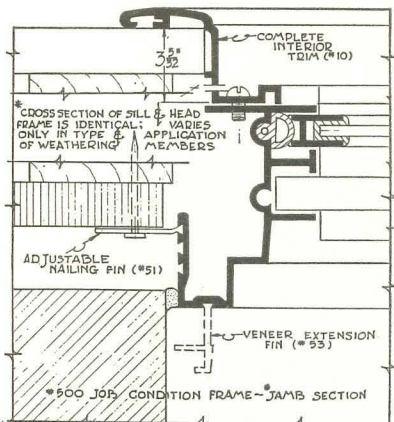 COMPLETE
INTERIOR
TRIM (#10)
3 5/32
* CROSS SECTION OF SILL & HEAD
FRAME IS IDENTICAL: VARIES
ONLY IN TYPE & APPLICATION
OF WEATHERING MEMBERS
ADJUSTABLE
NAILING FIN (#51)
VENEER EXTENSION
FIN (#53)
#500 JOB CONDITION FRAME~*JAMB SECTION